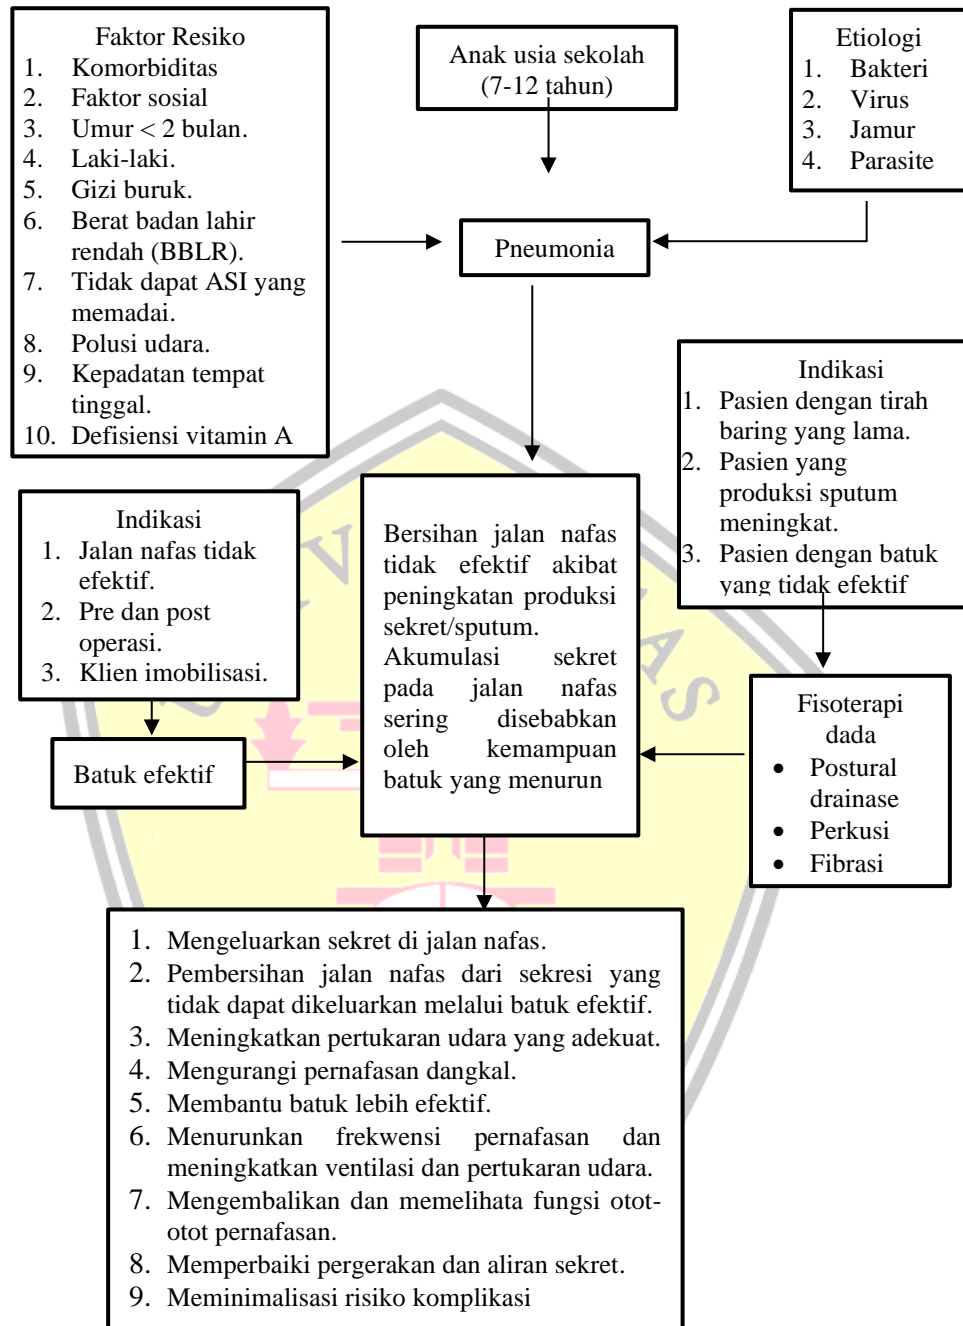 Faktor Resiko
1. Komorbiditas
2. Faktor sosial
3. Umur < 2 bulan.
4. Laki-laki.
5. Gizi buruk.
6. Berat badan lahir
rendah (BBLR).
7. Tidak dapat ASI yang
memadai.
8. Polusi udara.
9. Kepadatan tempat
tinggal.
10. Defisiensi vitamin A
Anak usia sekolah
(7-12 tahun)
Etiologi
1. Bakteri
2. Virus
3. Jamur
4. Parasite
Pneumonia
Indikasi
1. Pasien dengan tirah
baring yang lama.
2. Pasien yang
produksi sputum
meningkat.
3. Pasien dengan batuk
yang tidak efektif
Indikasi
1. Jalan nafas tidak
efektif.
2. Pre dan post
operasi.
3. Klien imobilisasi.
Bersihan jalan nafas
tidak efektif akibat
peningkatan produksi
sekret/sputum.
Akumulasi sekret
pada jalan nafas
sering disebabkan
oleh kemampuan
batuk yang menurun
Batuk efektif
Fisoterapi
dada
• Postural
drainase
• Perkusi
• Fibrasi
1. Mengeluarkan sekret di jalan nafas.
2. Pembersihan jalan nafas dari sekresi yang
tidak dapat dikeluarkan melalui batuk efektif.
3. Meningkatkan pertukaran udara yang adekuat.
4. Mengurangi pernafasan dangkal.
5. Membantu batuk lebih efektif.
6. Menurunkan frekwensi pernafasan dan
meningkatkan ventilasi dan pertukaran udara.
7. Mengembalikan dan memelihata fungsi otot-
otot pernafasan.
8. Memperbaiki pergerakan dan aliran sekret.
9. Meminimalisasi risiko komplikasi